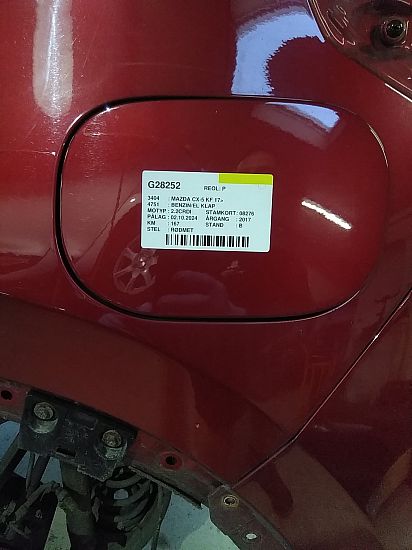 G28252 REOL: P
3404 : MAZDA CX-5 KF 17>
4751 : BENZIN/EL KLAP
MOTYP : 2.2CRDI STAMKORT : 08276
PÅLAG : 02.10.2024 ÅRGANG : 2017
KM : 167 STAND : B
STEL : RØDMET